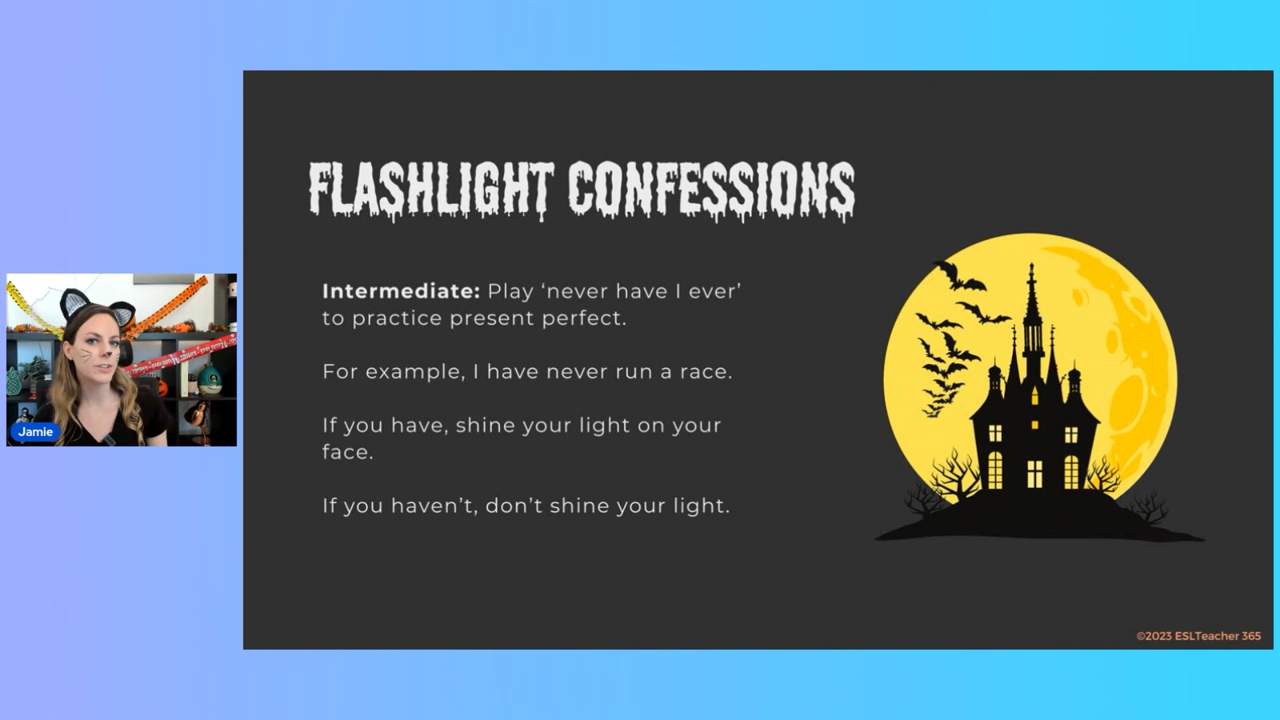 FLASHLIGHT CONFESSIONS
Intermediate: Play ‘never have I ever’
to practice present perfect.
For example, I have never run a race.
If you have, shine your light on your
face.
If you haven’t, don’t shine your light.
Jamie
©2023 ESLTeacher 365